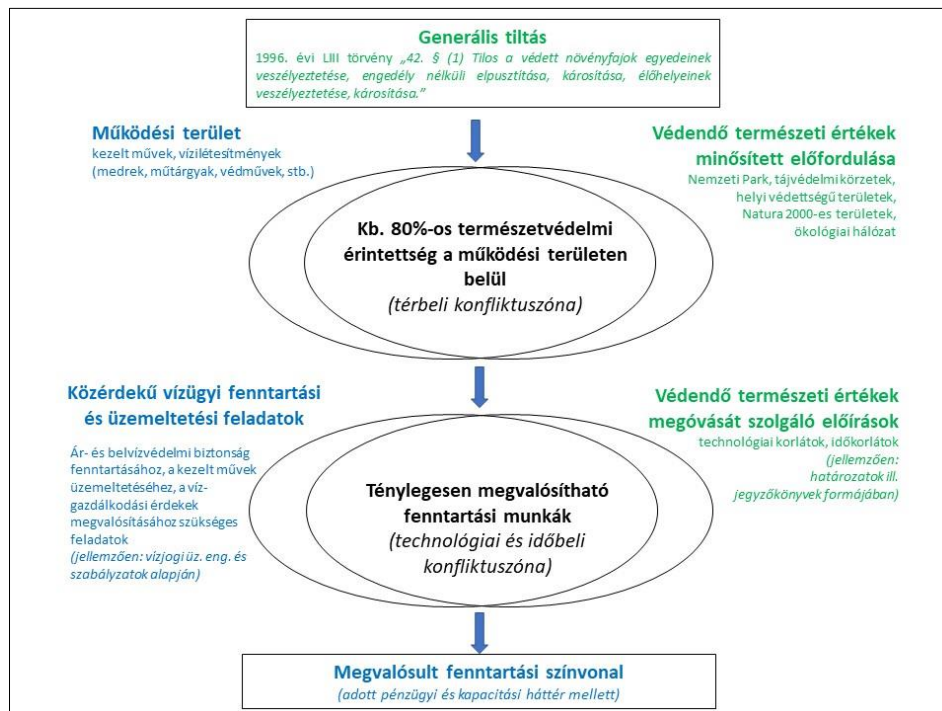 Generális tiltás
1996. évi LIII törvény „42. § (1) Tilos a védett növényfajok egyedeinek
veszélyeztetése, engedély nélküli elpusztítása, károsítása, élőhelyeinek
veszélyeztetése, károsítása.”
Működési terület
kezelt művek, vízilétesítmények
(medrek, műtárgyak, védművek, stb.)
Védendő természeti értékek
minősített előfordulása
Nemzeti Park, tájvédelmi körzetek,
helyi védettségű területek,
Natura 2000-es területek,
ökológiai hálózat
Kb. 80%-os természetvédelmi
érintettség a működési területen
belül
(térbeli konfliktuszóna)
Közérdekű vízügyi fenntartási
és üzemeltetési feladatok
Ár- és belvízvédelmi biztonság
fenntartásához, a kezelt művek
üzemeltetéséhez, a víz-
gazdálkodási érdekek
megvalósításához szükséges
feladatok
(jellemzően: vízjogi üz. eng. és
szabályzatok alapján)
Védendő természeti értékek
megóvását szolgáló előírások
technológiai korlátok, időkorlátok
(jellemzően:
határozatok ill.
jegyzőkönyvek formájában)
Ténylegesen megvalósítható
fenntartási munkák
(technológiai és időbeli
konfliktuszóna)
Megvalósult fenntartási színvonal
(adott pénzügyi és kapacitási háttér mellett)